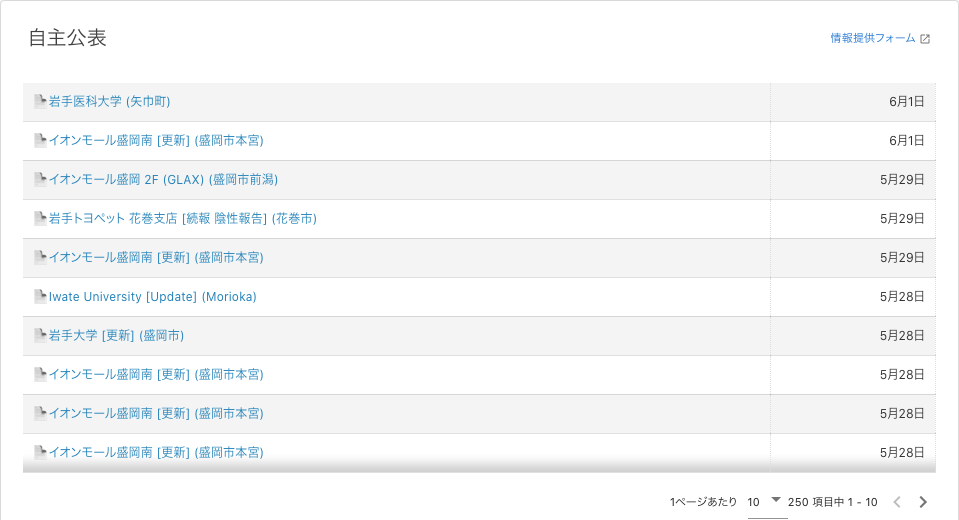 自主公表
情報提供フォーム
岩手医科大学 (矢巾町) 6月1日
イオンモール盛岡南 [更新] (盛岡市本宮) 6月1日
イオンモール盛岡 2F (GLAX) (盛岡市前潟) 5月29日
岩手トヨペット 花巻支店 [続報 陰性報告] (花巻市) 5月29日
イオンモール盛岡南 [更新] (盛岡市本宮) 5月29日
Iwate University [Update] (Morioka) 5月28日
岩手大学 [更新] (盛岡市) 5月28日
イオンモール盛岡南 [更新] (盛岡市本宮) 5月28日
イオンモール盛岡南 [更新] (盛岡市本宮) 5月28日
イオンモール盛岡南 [更新] (盛岡市本宮) 5月28日
1ページあたり 10 250 項目中 1 - 10